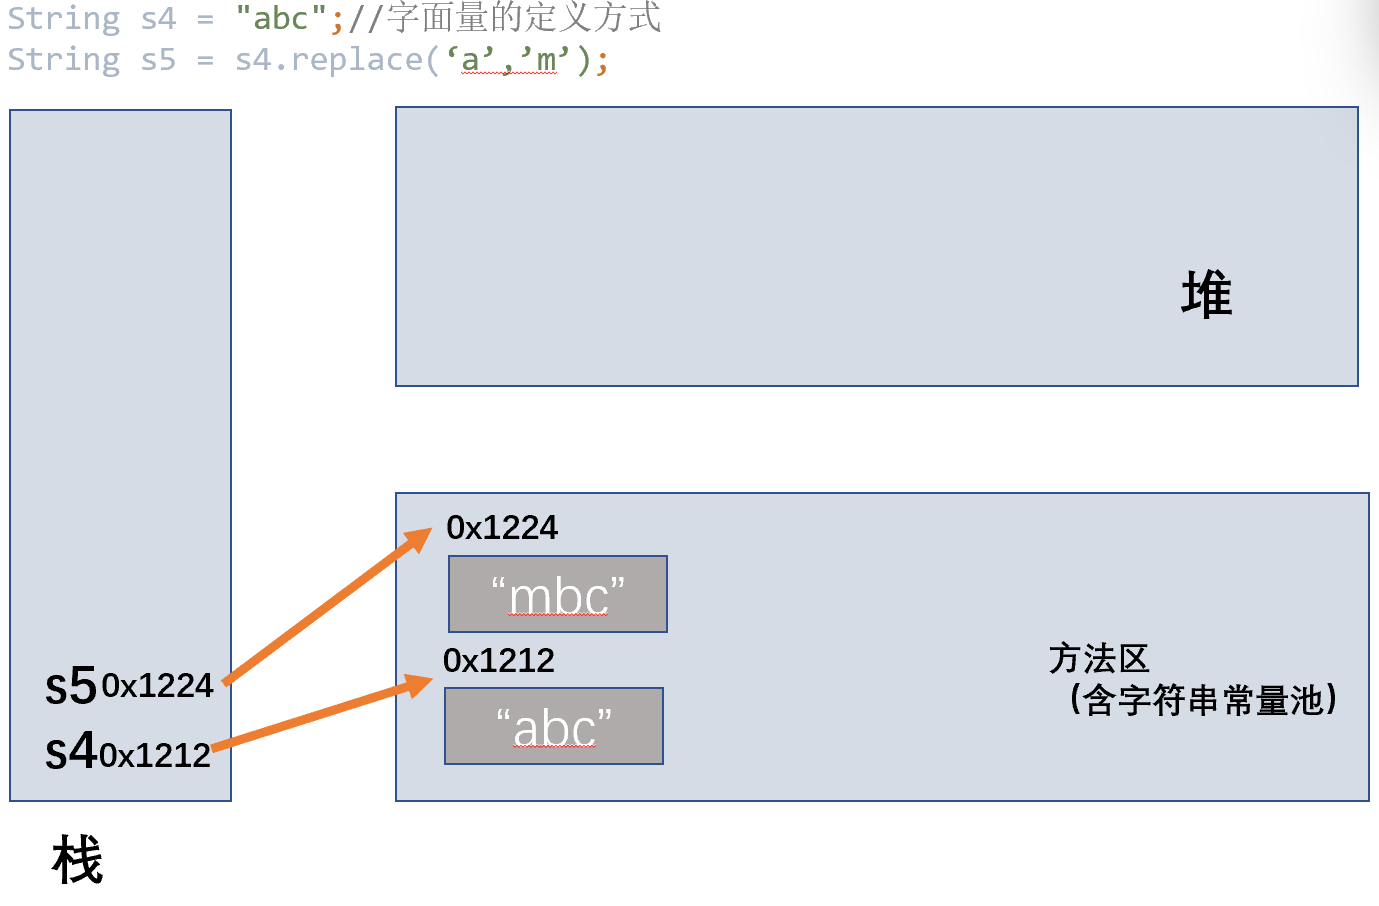 String s4 = "abc";//字面量的定义方式
String s5 = s4.replace(‘a’,’m’);
堆
0x1224
“mbc”
0x1212
“abc”
方法区
（含字符串常量池）
s5 0x1224
s4 0x1212
栈